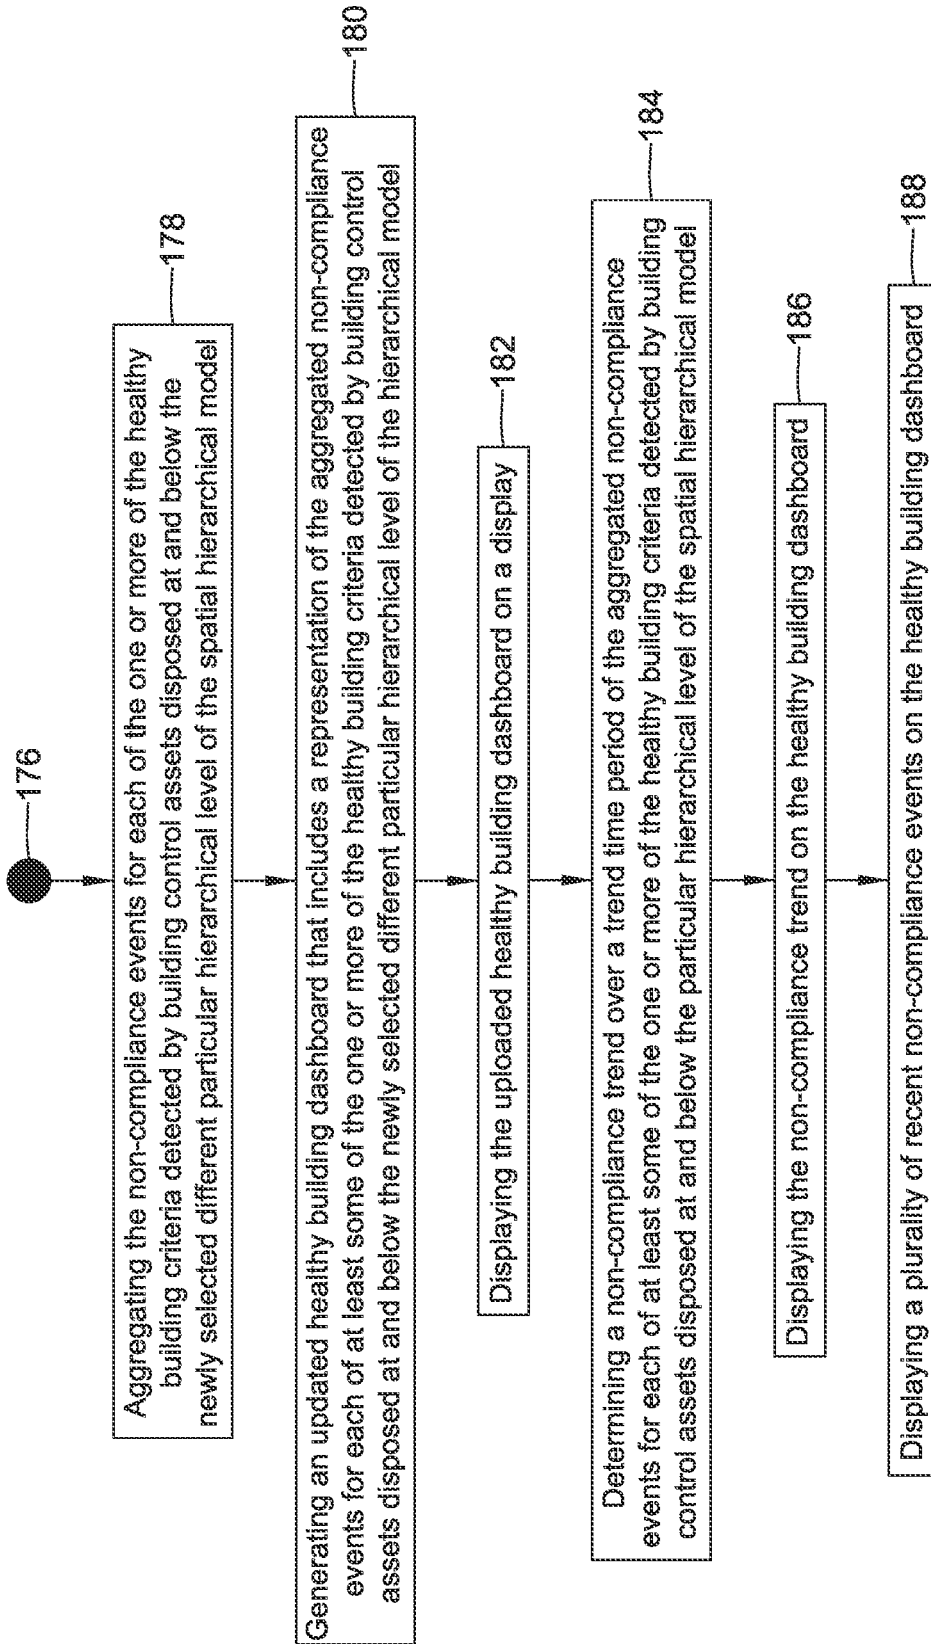 176
Aggregating the non-compliance events for each of the one or more of the healthy
building criteria detected by building control assets disposed at and below the
newly selected different particular hierarchical level of the spatial hierarchical model
178
Generating an updated healthy building dashboard that includes a representation of the aggregated non-compliance
events for each of at least some of the one or more of the healthy building criteria detected by building control
assets disposed at and below the newly selected different particular hierarchical level of the hierarchical model
180
Displaying the uploaded healthy building dashboard on a display
182
Determining a non-compliance trend over a trend time period of the aggregated non-compliance
events for each of at least some of the one or more of the healthy building criteria detected by building
control assets disposed at and below the particular hierarchical level of the spatial hierarchical model
184
Displaying the non-compliance trend on the healthy building dashboard
186
Displaying a plurality of recent non-compliance events on the healthy building dashboard
188